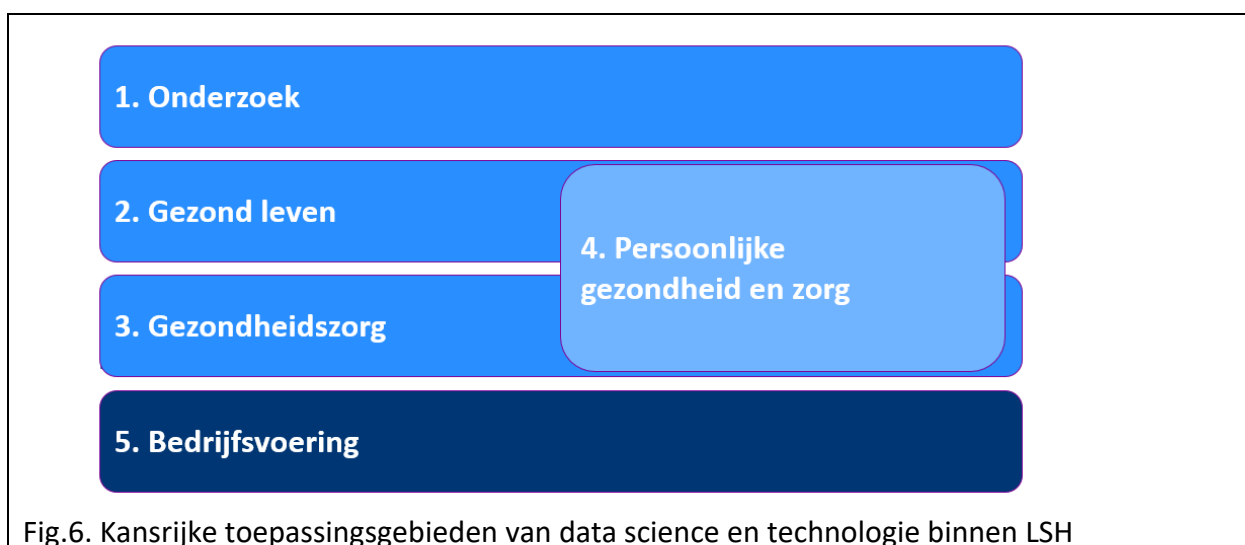 1. Onderzoek
2. Gezond leven
4. Persoonlijke
gezondheid en zorg
3. Gezondheidszorg
5. Bedrijfsvoering
Fig.6. Kansrijke toepassingsgebieden van data science en technologie binnen LSH